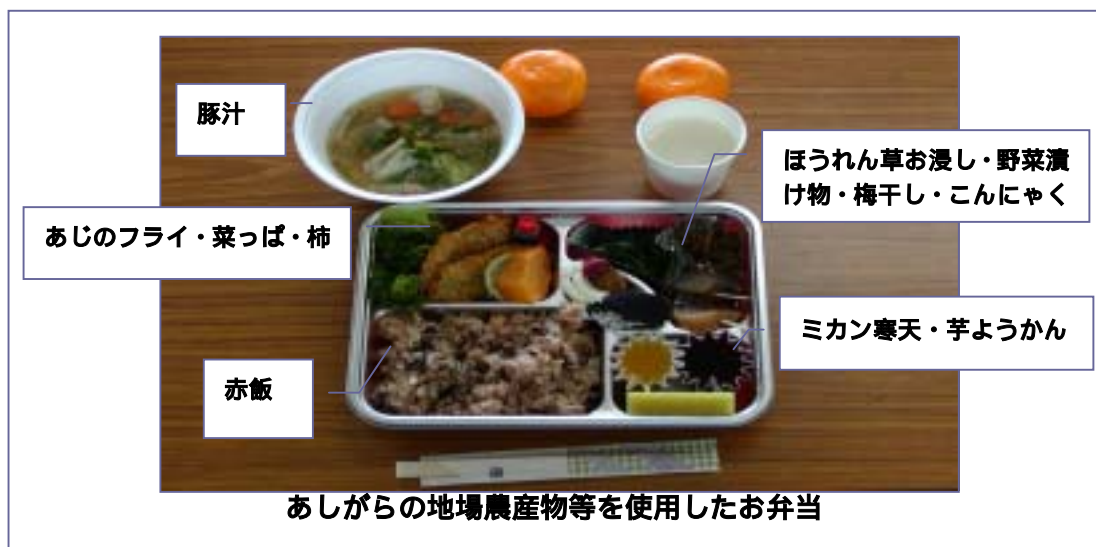 豚汁
ほうれん草お浸し・野菜漬
け物・梅干し・こんにゃく
あじのフライ・菜っぱ・柿
ミカン寒天・芋ようかん
赤飯
あしがらの地場農産物等を使用したお弁当